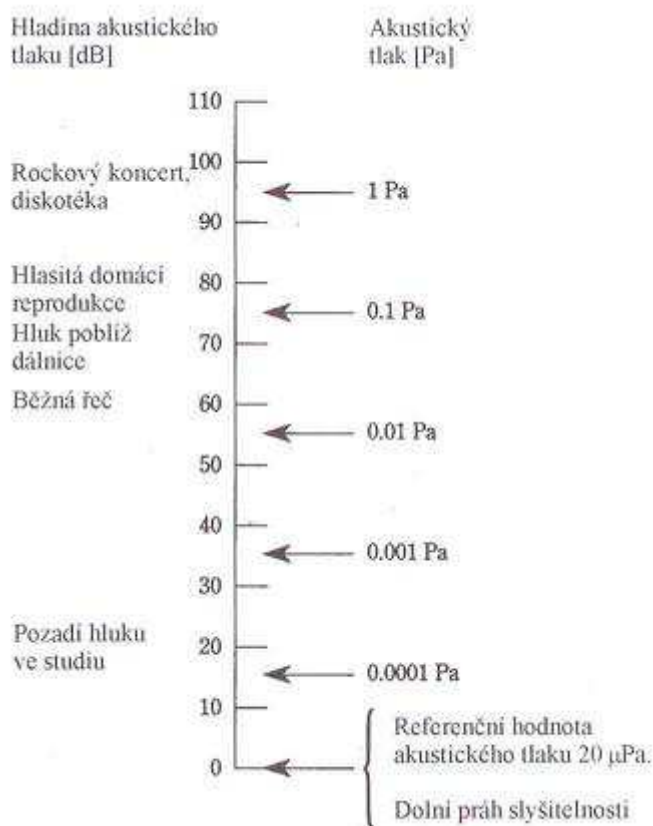 Hladina akustického
tlaku [dB]
Akustický
tlak [Pa]
110
100
Rockový koncert,
diskotéka
1 Pa
90
Hlasitá domácí
reprodukce
80
0.1 Pa
Hluk poblíž
dálnice
70
Běžná řeč
60
0.01 Pa
50
40
0.001 Pa
30
Pozadí hluku
ve studiu
20
0.0001 Pa
10
0
Referenční hodnota
akustického tlaku 20 μPa.
Dolní práh slyšitelnosti